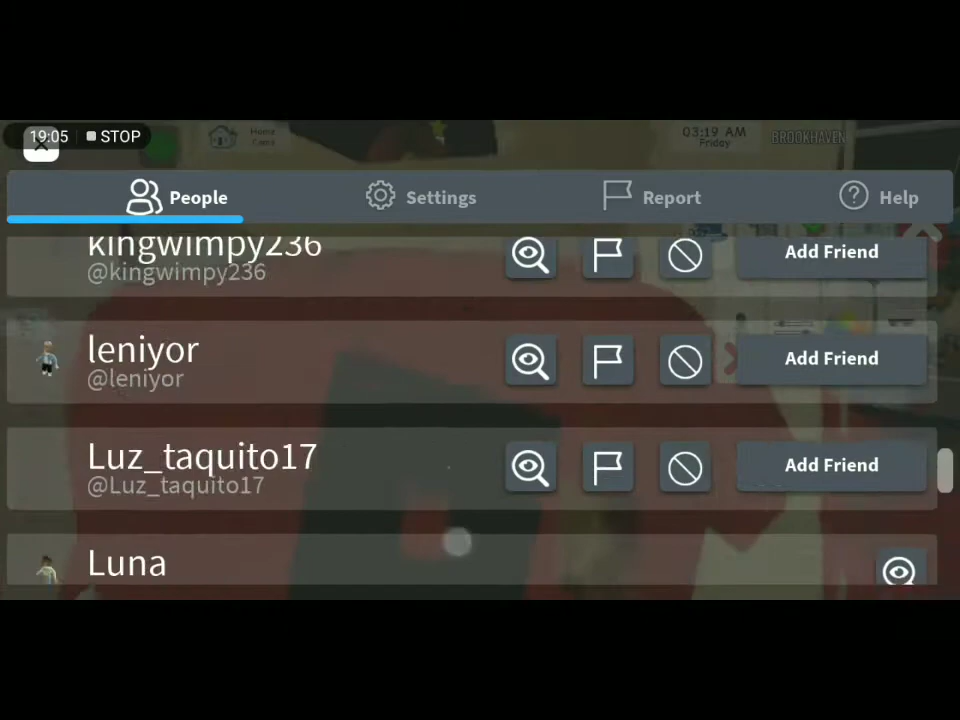 19:05 STOP
Home
03:19 AM
Friday
BROOKHAVEN
People Settings Report Help
kingwimpy236
@kingwimpy236
Add Friend
leniyor
@leniyor
Add Friend
Luz_taquito17
@Luz_taquito17
Add Friend
Luna